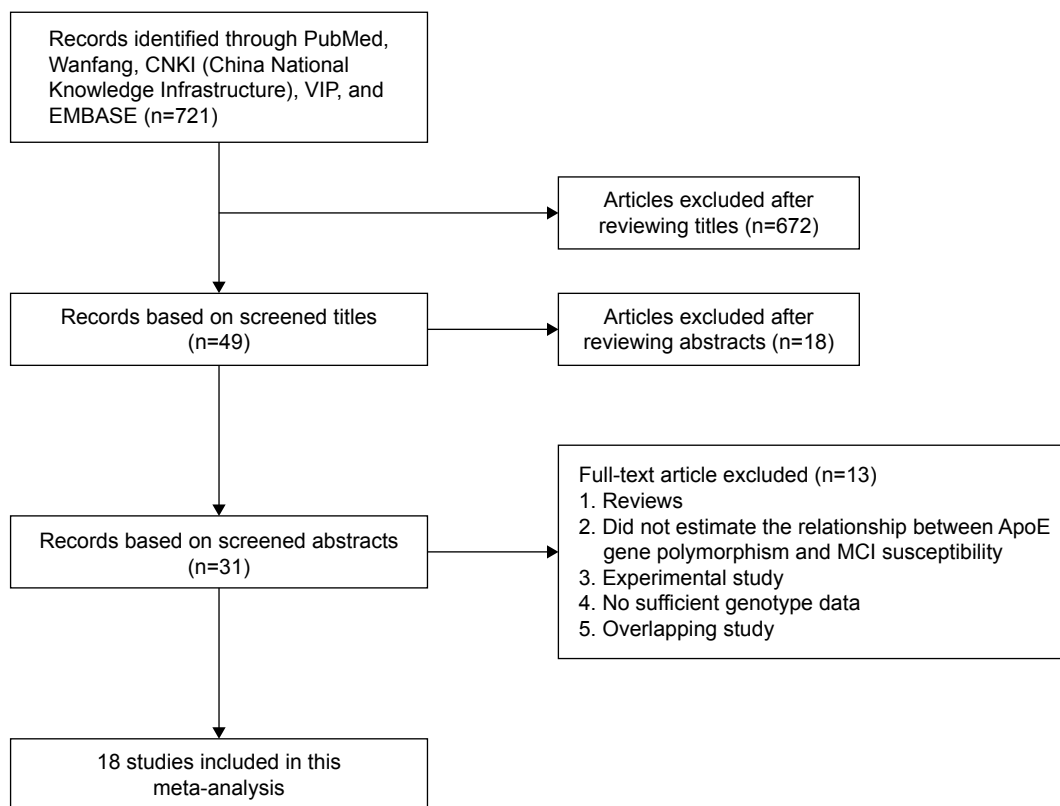 Records identified through PubMed,
Wanfang, CNKI (China National
Knowledge Infrastructure), VIP, and
EMBASE (n=721)
Articles excluded after
reviewing titles (n=672)
Records based on screened titles
(n=49)
Articles excluded after
reviewing abstracts (n=18)
Records based on screened abstracts
(n=31)
Full-text article excluded (n=13)
1. Reviews
2. Did not estimate the relationship between ApoE
gene polymorphism and MCI susceptibility
3. Experimental study
4. No sufficient genotype data
5. Overlapping study
18 studies included in this
meta-analysis